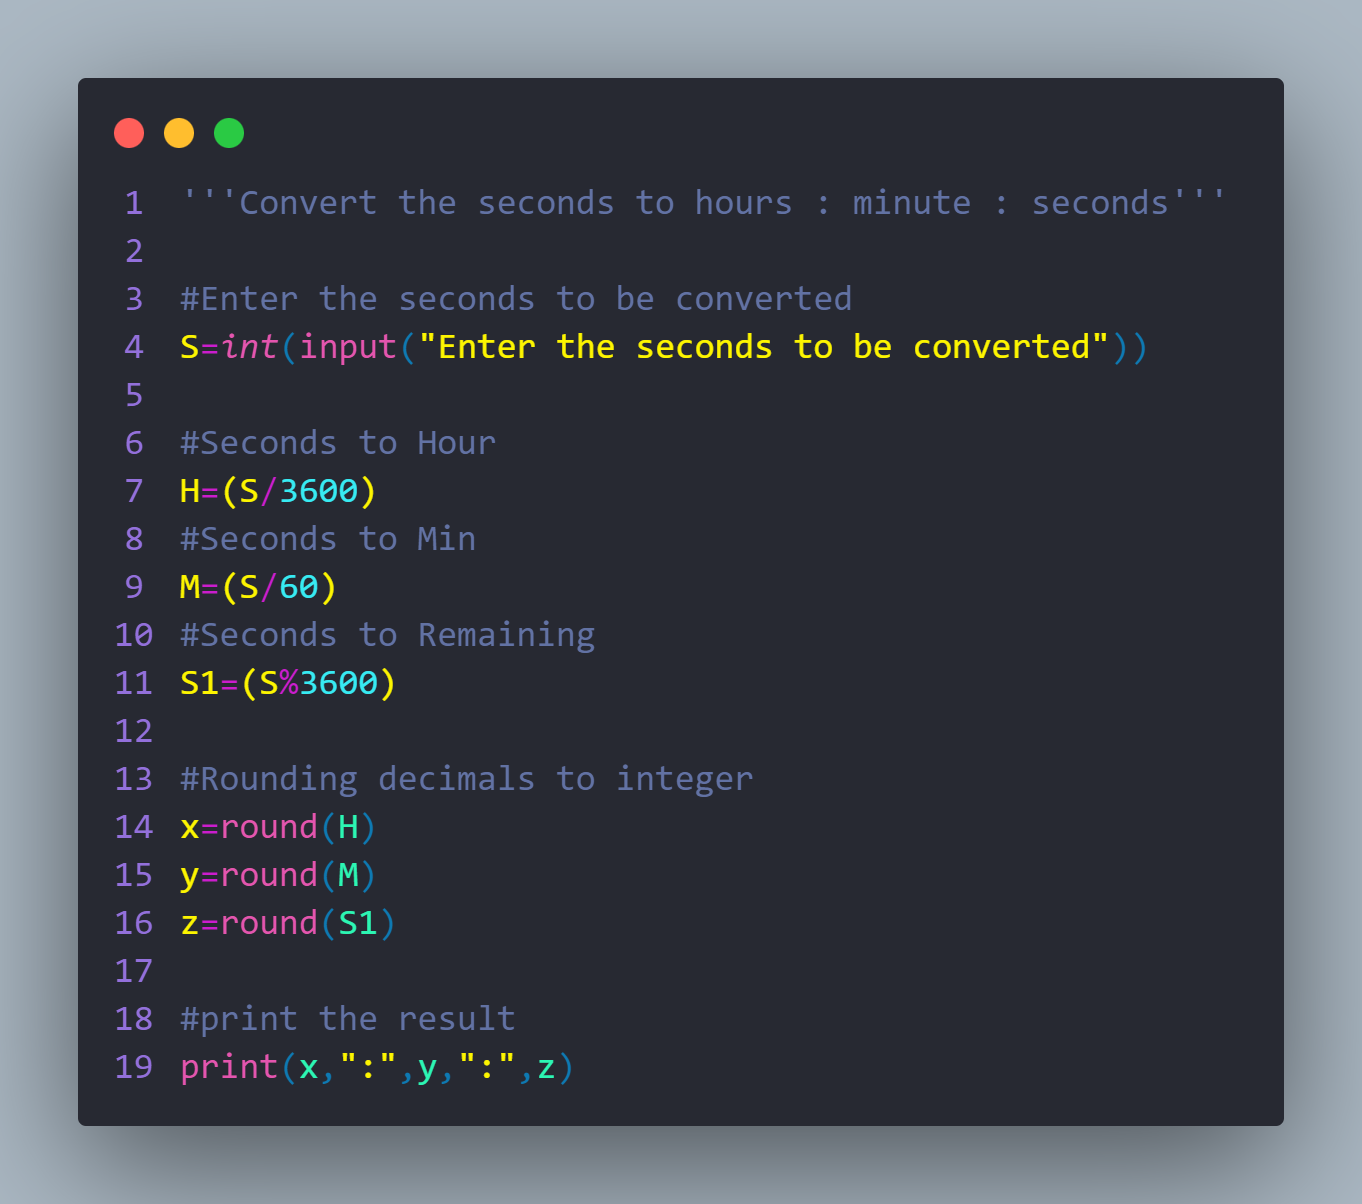 1 '''Convert the seconds to hours : minute : seconds'''
2
3 #Enter the seconds to be converted
4 S=int(input("Enter the seconds to be converted"))
5
6 #Seconds to Hour
7 H=(S/3600)
8 #Seconds to Min
9 M=(S/60)
10 #Seconds to Remaining
11 S1=(S%3600)
12
13 #Rounding decimals to integer
14 x=round(H)
15 y=round(M)
16 z=round(S1)
17
18 #print the result
19 print(x,":",y,":",z)